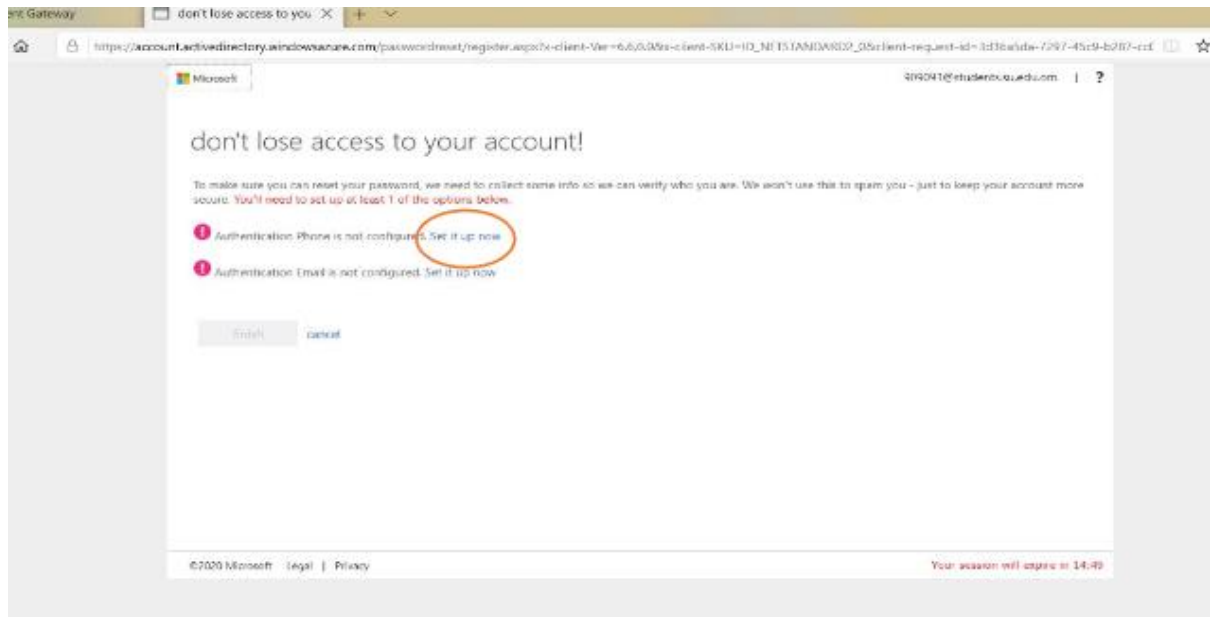 ent Gateway
don't lose access to you
https://account.activedirectory.windowsazure.com/passwordreset/register.aspx?x-client-Ver=6.6.0.0&x-client-SKU=ID_NETSTANDARD2_0&client-request-id=
Microsoft
| ?
don't lose access to your account!
To make sure you can reset your password, we need to collect some info so we can verify who you are. We won't use this to spam you - just to keep your account more
secure. You'll need to set up at least 1 of the options below.
Authentication Phone is not configured. Set it up now
Authentication Email is not configured. Set it up now
finish cancel
©2020 Microsoft Legal | Privacy
Your session will expire in 14:49